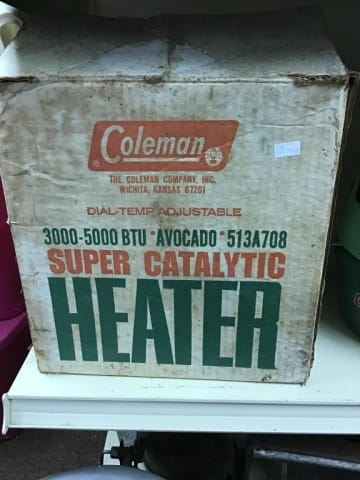 Coleman
®
THE COLEMAN COMPANY, INC.
WICHITA, KANSAS 67201
DIAL-TEMP ADJUSTABLE
3000-5000 BTU • AVOCADO • 513A708
SUPER CATALYTIC
HEATER